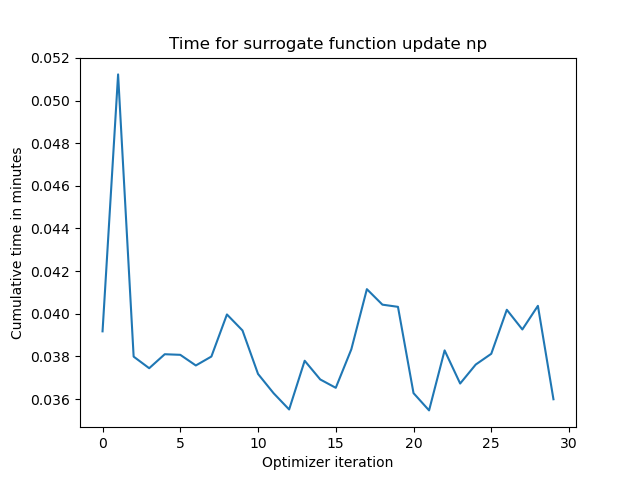 Time for surrogate function update np
0.052
0.050
0.048
0.046
0.044
0.042
0.040
0.038
0.036
Cumulative time in minutes
0 5 10 15 20 25 30
Optimizer iteration